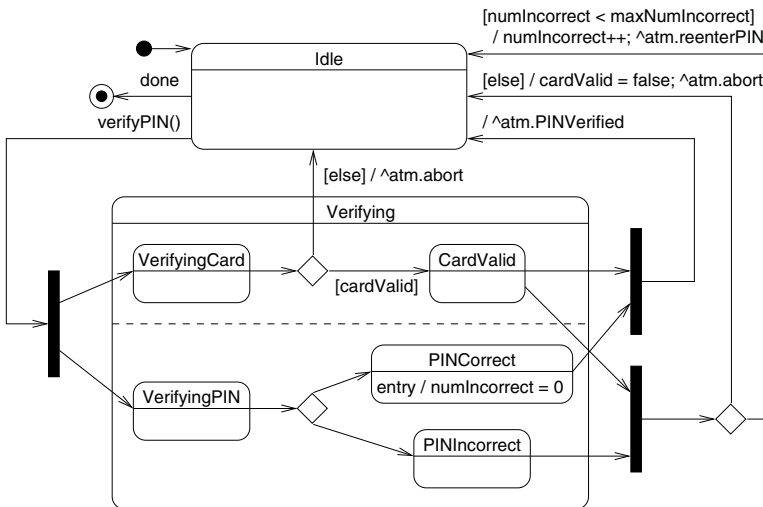 [numIncorrect < maxNumIncorrect]
/ numIncorrect++; ^atm.reenterPIN
Idle
done
[else] / cardValid = false; ^atm.abort
verifyPIN()
/ ^atm.PINVerified
[else] / ^atm.abort
Verifying
VerifyingCard
CardValid
[cardValid]
PINCorrect
entry / numIncorrect = 0
VerifyingPIN
PINIncorrect